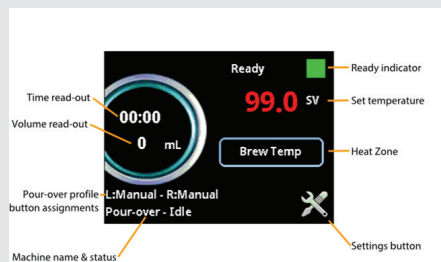 Ready
Ready indicator
99.0 SV
Set temperature
Time read-out
00:00
Volume read-out
0 mL
Brew Temp
Heat Zone
Pour-over profile
button assignments
L:Manual - R:Manual
Pour-over - Idle
Settings button
Machine name & status